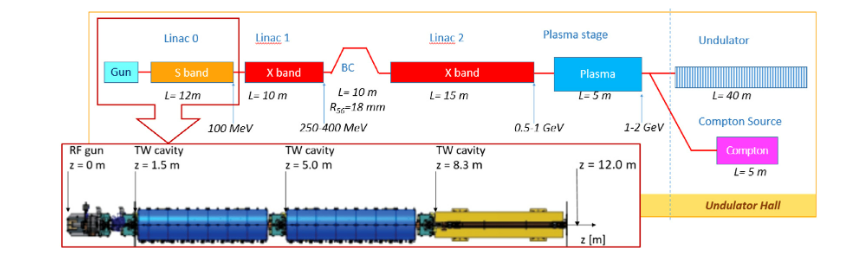 Linac 0
Linac 1
Linac 2
Plasma stage
Undulator
Gun
S band
X band
BC
X band
Plasma
L= 12m
L= 10 m
L= 10 m
R56=18 mm
L= 15 m
L= 5 m
L= 40 m
100 MeV
250-400 MeV
0.5-1 GeV
1-2 GeV
Compton Source
Compton
L= 5 m
Undulator Hall
RF gun
z = 0 m
TW cavity
z = 1.5 m
TW cavity
z = 5.0 m
TW cavity
z = 8.3 m
z = 12.0 m
z [m]